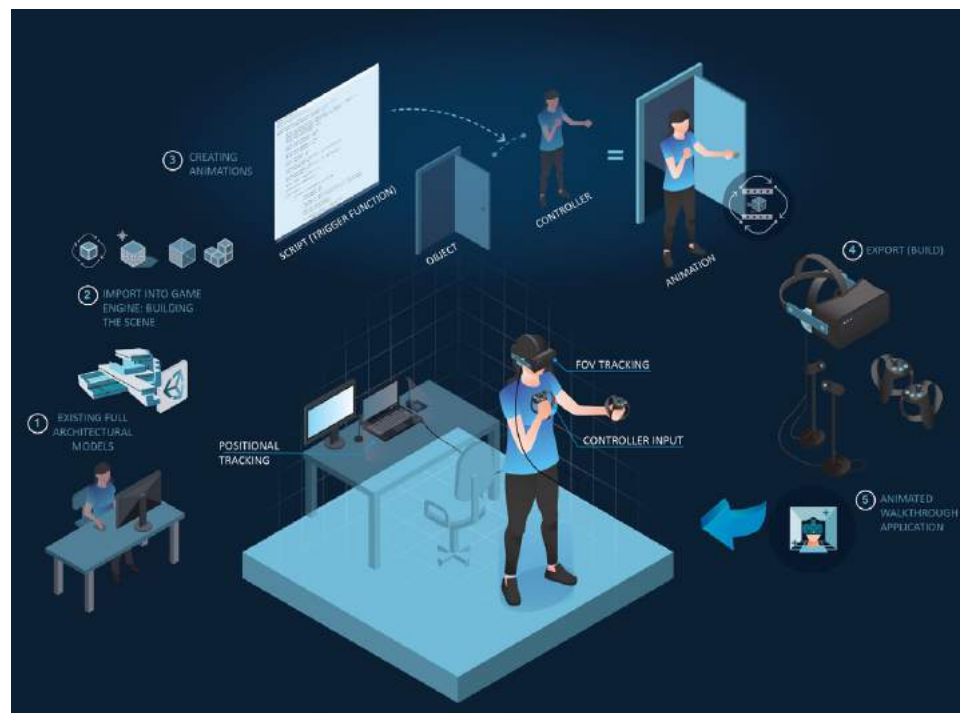 3 CREATING
ANIMATIONS
SCRIPT (TRIGGER FUNCTION)
OBJECT
CONTROLLER
=
ANIMATION
4 EXPORT (BUILD)
2 IMPORT INTO GAME
ENGINE: BUILDING
THE SCENE
1 EXISTING FULL
ARCHITECTURAL
MODELS
FOV TRACKING
CONTROLLER INPUT
POSITIONAL
TRACKING
5 ANIMATED
WALKTHROUGH
APPLICATION